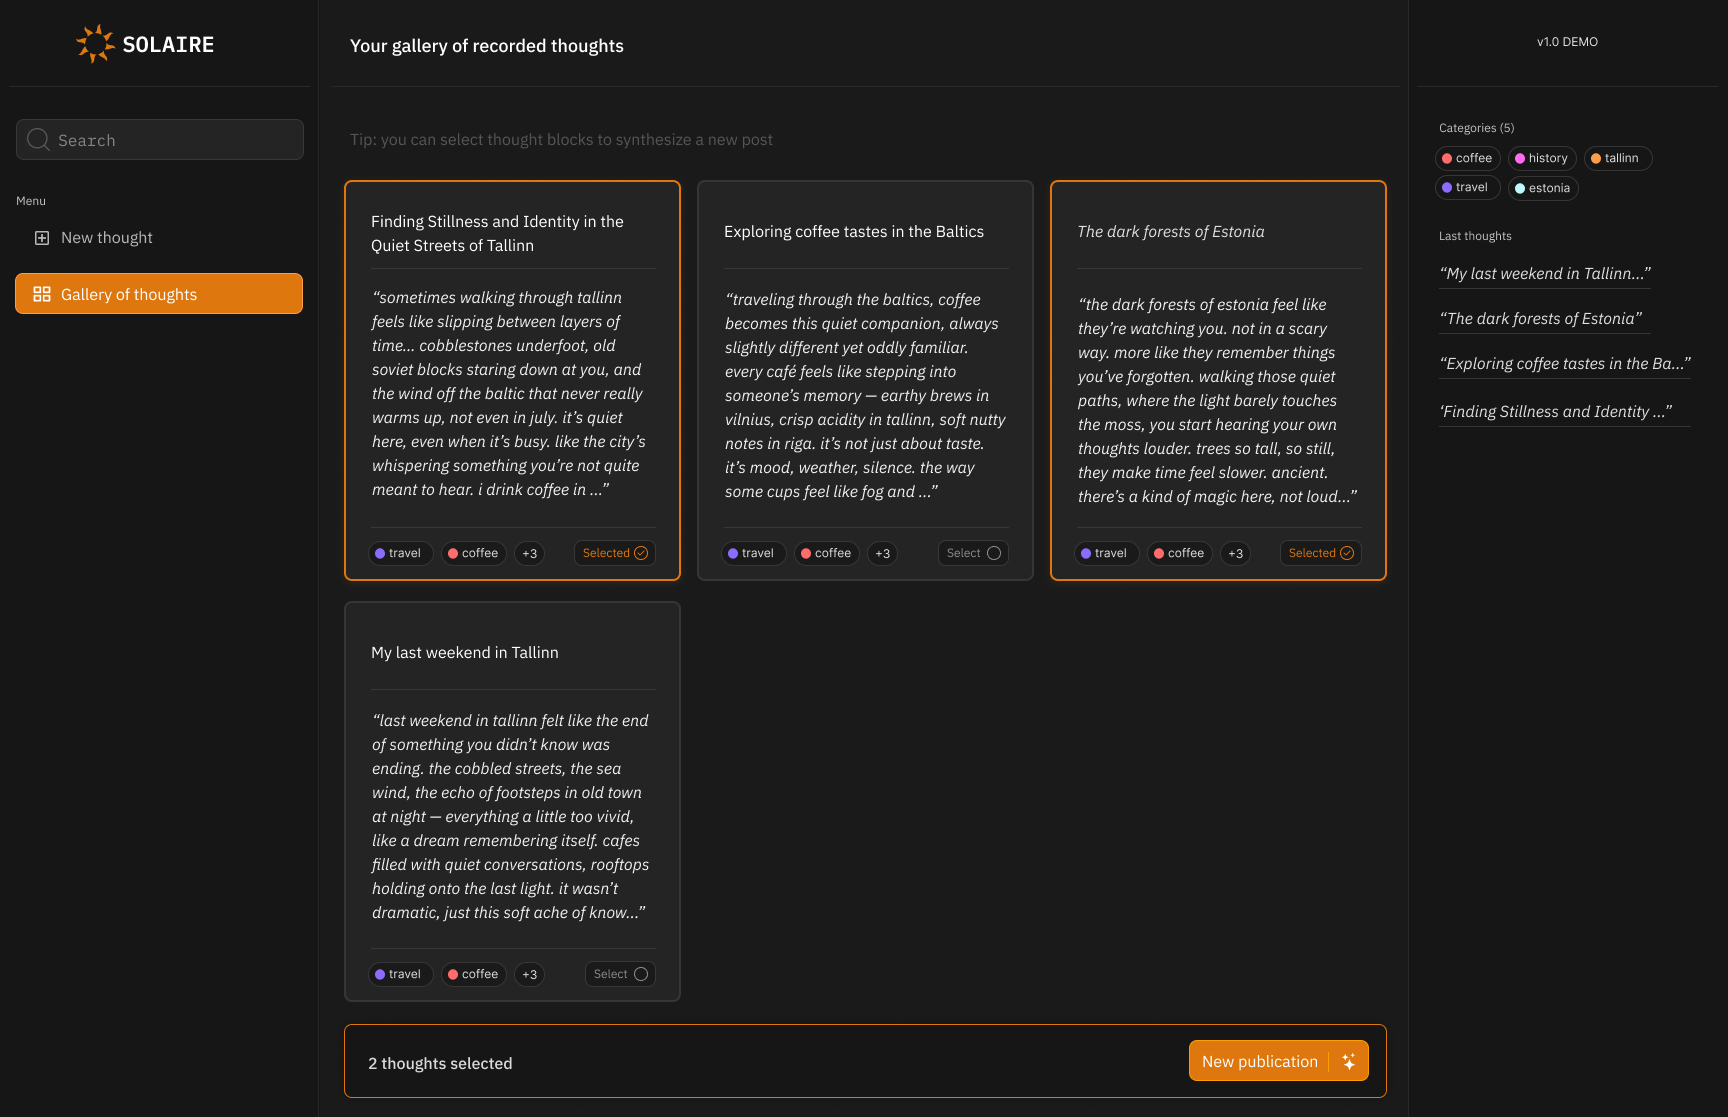 SOLAIRE
Search
Menu
New thought
Gallery of thoughts
Your gallery of recorded thoughts
Tip: you can select thought blocks to synthesize a new post
Finding Stillness and Identity in the
Quiet Streets of Tallinn
“sometimes walking through tallinn
feels like slipping between layers of
time... cobblestones underfoot, old
soviet blocks staring down at you, and
the wind off the baltic that never really
warms up, not even in july. it’s quiet
here, even when it’s busy. like the city’s
whispering something you’re not quite
meant to hear. i drink coffee in ...”
travel
coffee
+3
Selected
Exploring coffee tastes in the Baltics
“traveling through the baltics, coffee
becomes this quiet companion, always
slightly different yet oddly familiar.
every café feels like stepping into
someone’s memory — earthy brews in
vilnius, crisp acidity in tallinn, soft nutty
notes in riga. it’s not just about taste.
it’s mood, weather, silence. the way
some cups feel like fog and ...”
travel
coffee
+3
Select
The dark forests of Estonia
“the dark forests of estonia feel like
they’re watching you. not in a scary
way. more like they remember things
you’ve forgotten. walking those quiet
paths, where the light barely touches
the moss, you start hearing your own
thoughts louder. trees so tall, so still,
they make time feel slower. ancient.
there’s a kind of magic here, not loud...”
travel
coffee
+3
Selected
My last weekend in Tallinn
“last weekend in tallinn felt like the end
of something you didn’t know was
ending. the cobbled streets, the sea
wind, the echo of footsteps in old town
at night — everything a little too vivid,
like a dream remembering itself. cafes
filled with quiet conversations, rooftops
holding onto the last light. it wasn’t
dramatic, just this soft ache of know...”
travel
coffee
+3
Select
2 thoughts selected
New publication
v1.0 DEMO
Categories (5)
coffee
history
tallinn
travel
estonia
Last thoughts
“My last weekend in Tallinn...”
“The dark forests of Estonia”
“Exploring coffee tastes in the Ba...”
‘Finding Stillness and Identity ...”